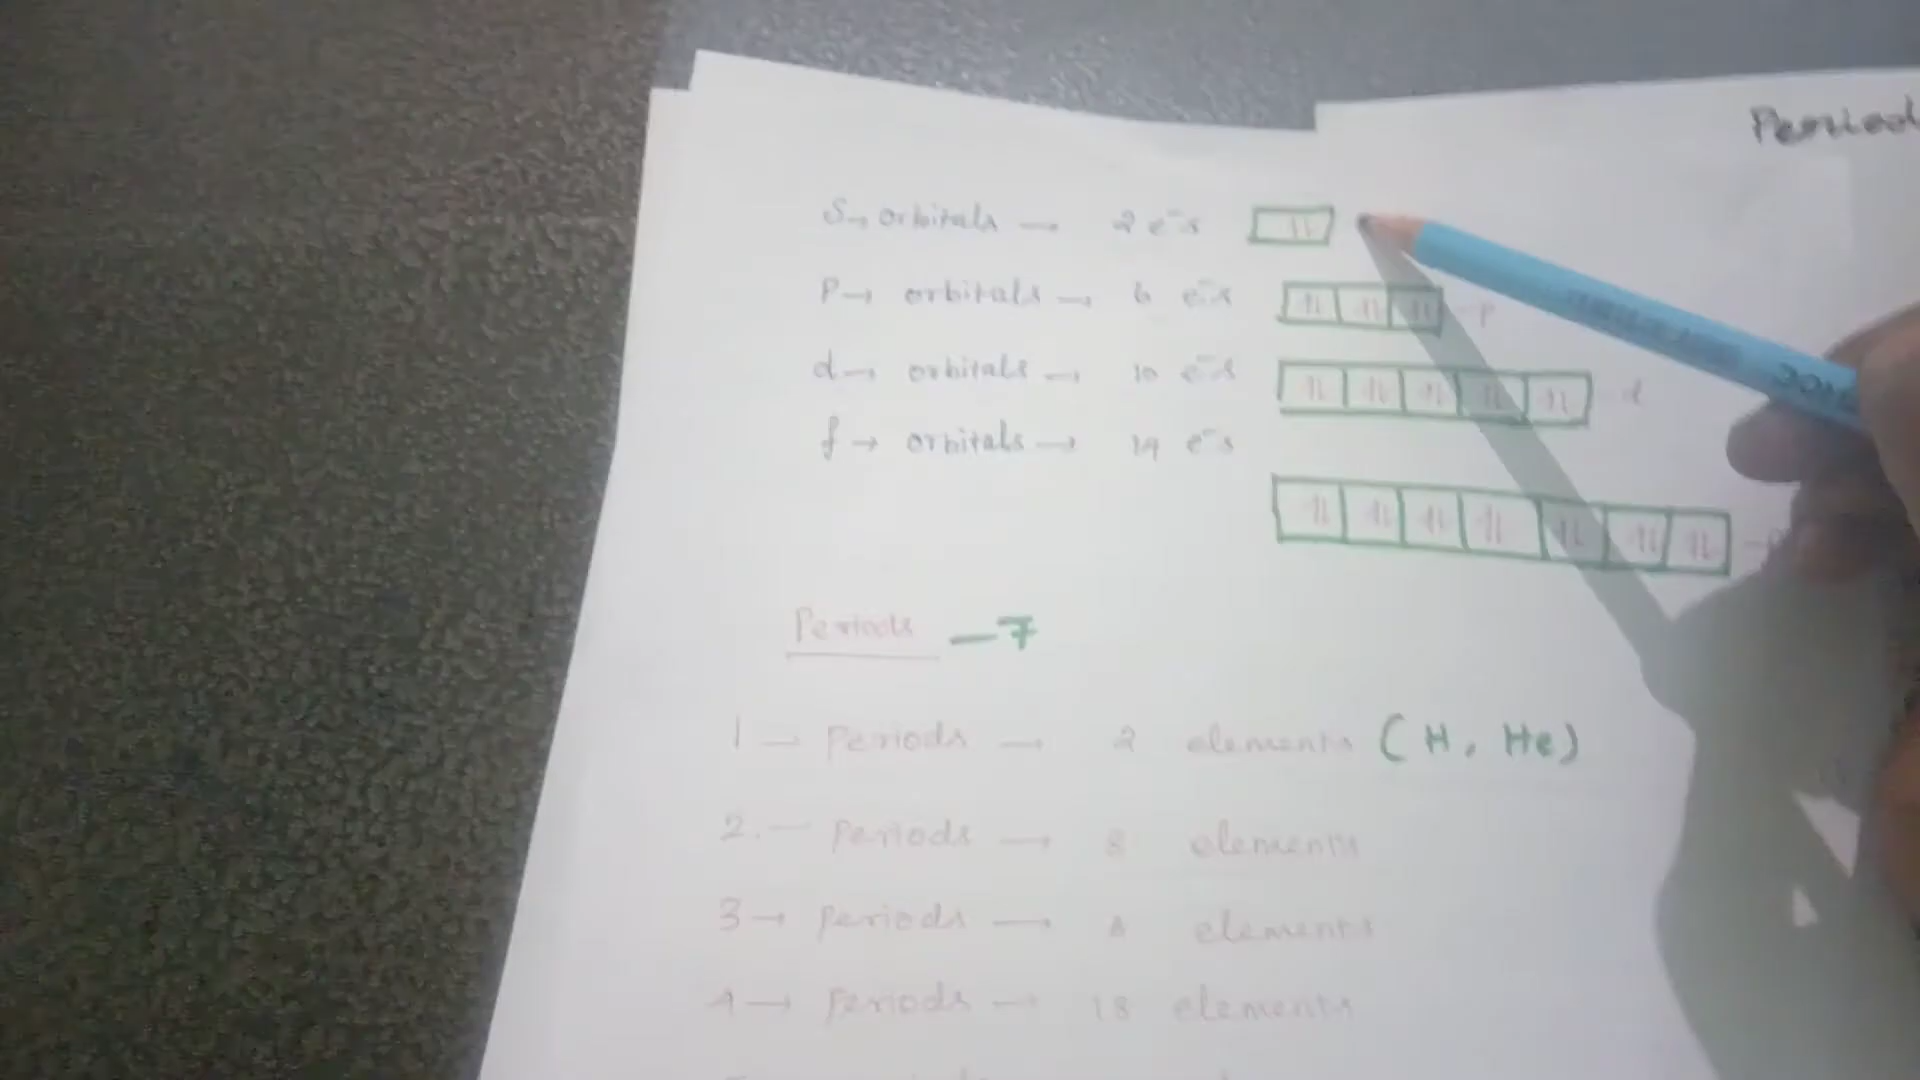 Period
S→ orbitals → 2 e⁻s
P→ orbitals → 6 e⁻s -p
d→ orbitals → 10 e⁻s d
f→ orbitals → 14 e⁻s
Periods -7
1 - Periods → 2 elements (H, He)
2.- Periods → 8 elements
3→ Periods → 8 elements
4→ Periods → 18 elements